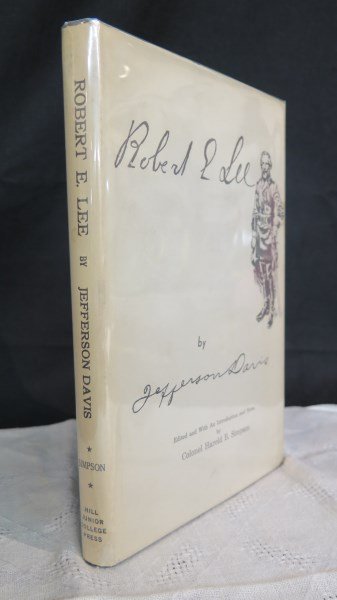 ROBERT E. LEE BY JEFFERSON DAVIS
* SIMPSON *
HILL
JUNIOR
COLLEGE
PRESS
Robert E Lee
by
Jefferson Davis
Edited and With An Introduction and Notes
by
Colonel Harold B. Simpson